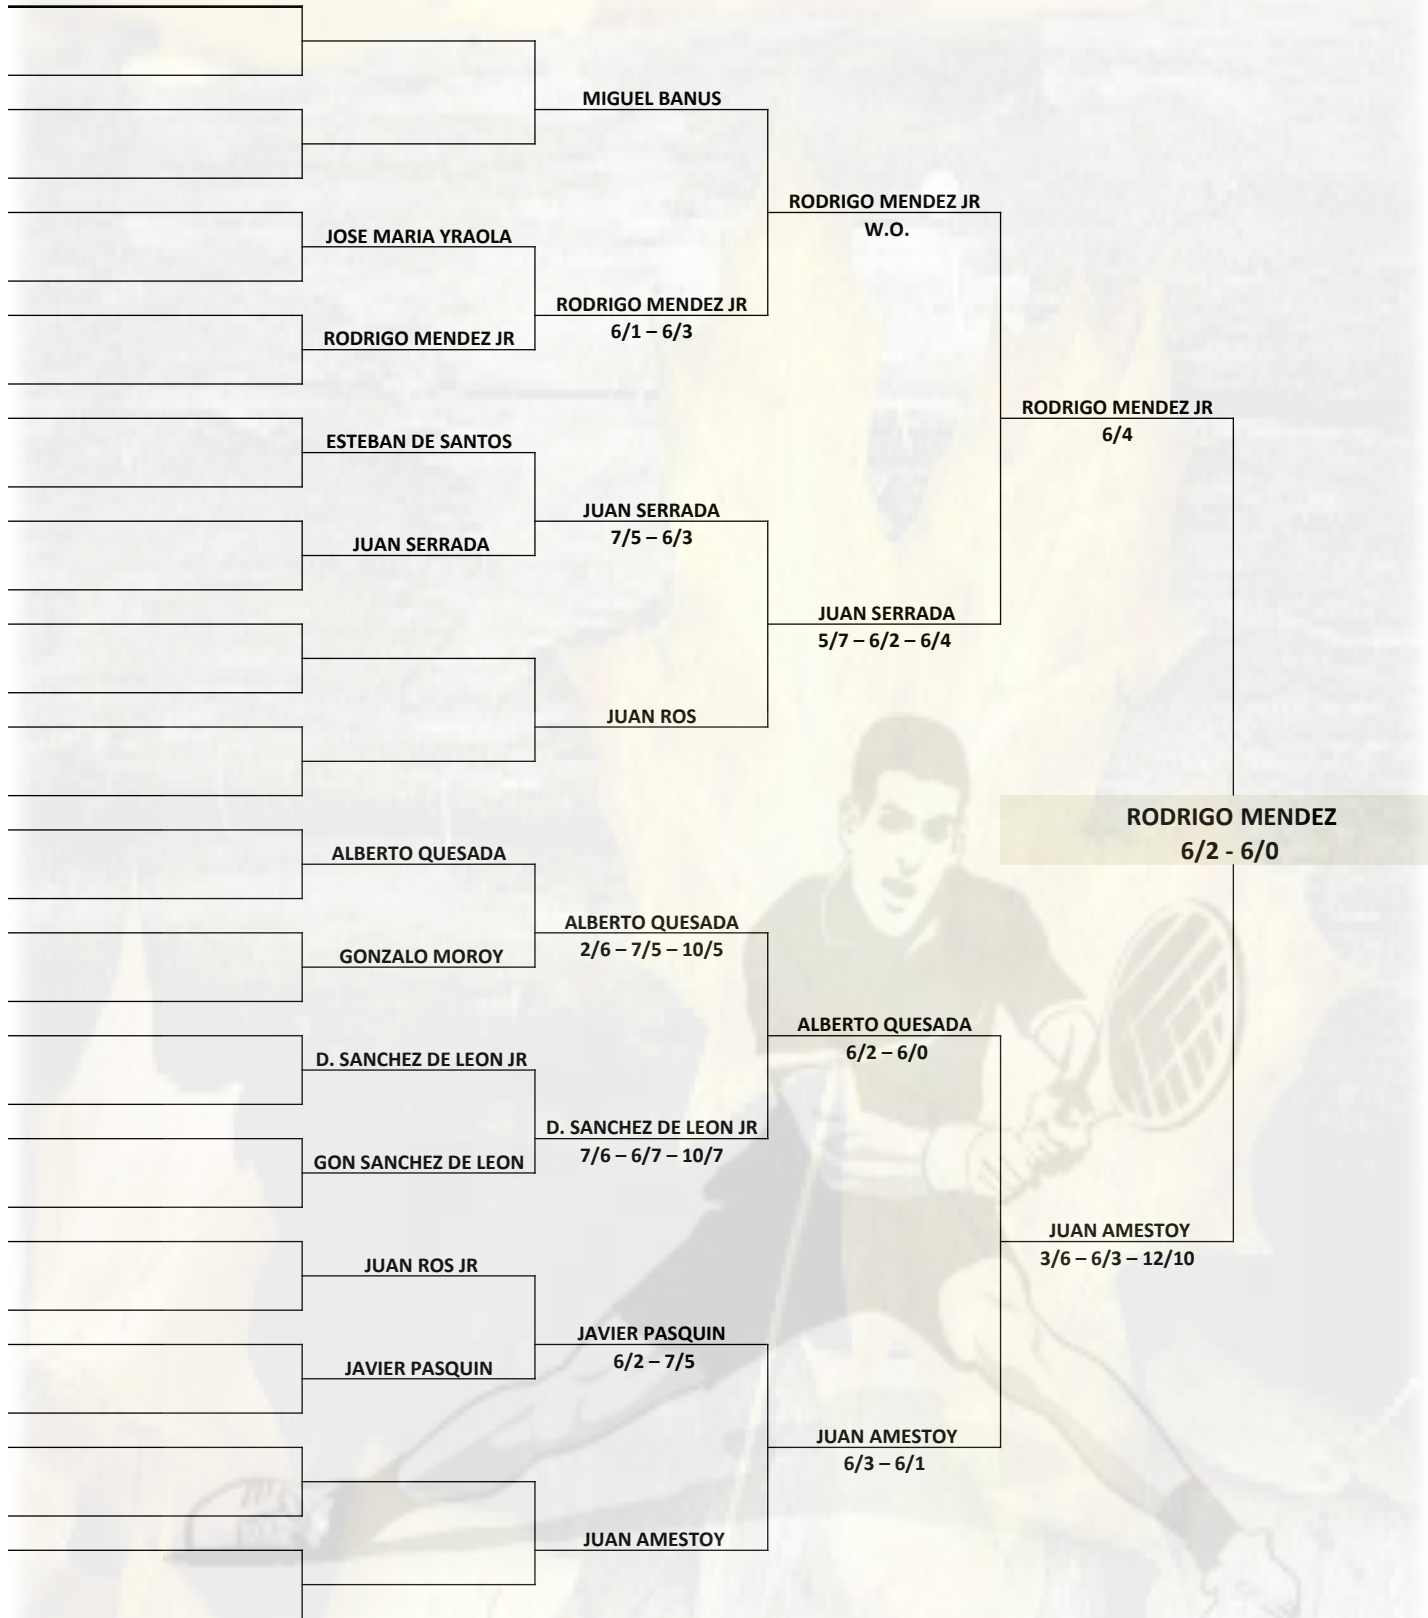 MIGUEL BANUS
RODRIGO MENDEZ JR
W.O.
JOSE MARIA YRAOLA
RODRIGO MENDEZ JR
6/1 – 6/3
RODRIGO MENDEZ JR
RODRIGO MENDEZ JR
6/4
ESTEBAN DE SANTOS
JUAN SERRADA
7/5 – 6/3
JUAN SERRADA
JUAN SERRADA
5/7 – 6/2 – 6/4
JUAN ROS
RODRIGO MENDEZ
6/2 - 6/0
ALBERTO QUESADA
ALBERTO QUESADA
2/6 – 7/5 – 10/5
GONZALO MOROY
ALBERTO QUESADA
6/2 – 6/0
D. SANCHEZ DE LEON JR
D. SANCHEZ DE LEON JR
7/6 – 6/7 – 10/7
GON SANCHEZ DE LEON
JUAN AMESTOY
3/6 – 6/3 – 12/10
JUAN ROS JR
JAVIER PASQUIN
6/2 – 7/5
JAVIER PASQUIN
JUAN AMESTOY
6/3 – 6/1
JUAN AMESTOY